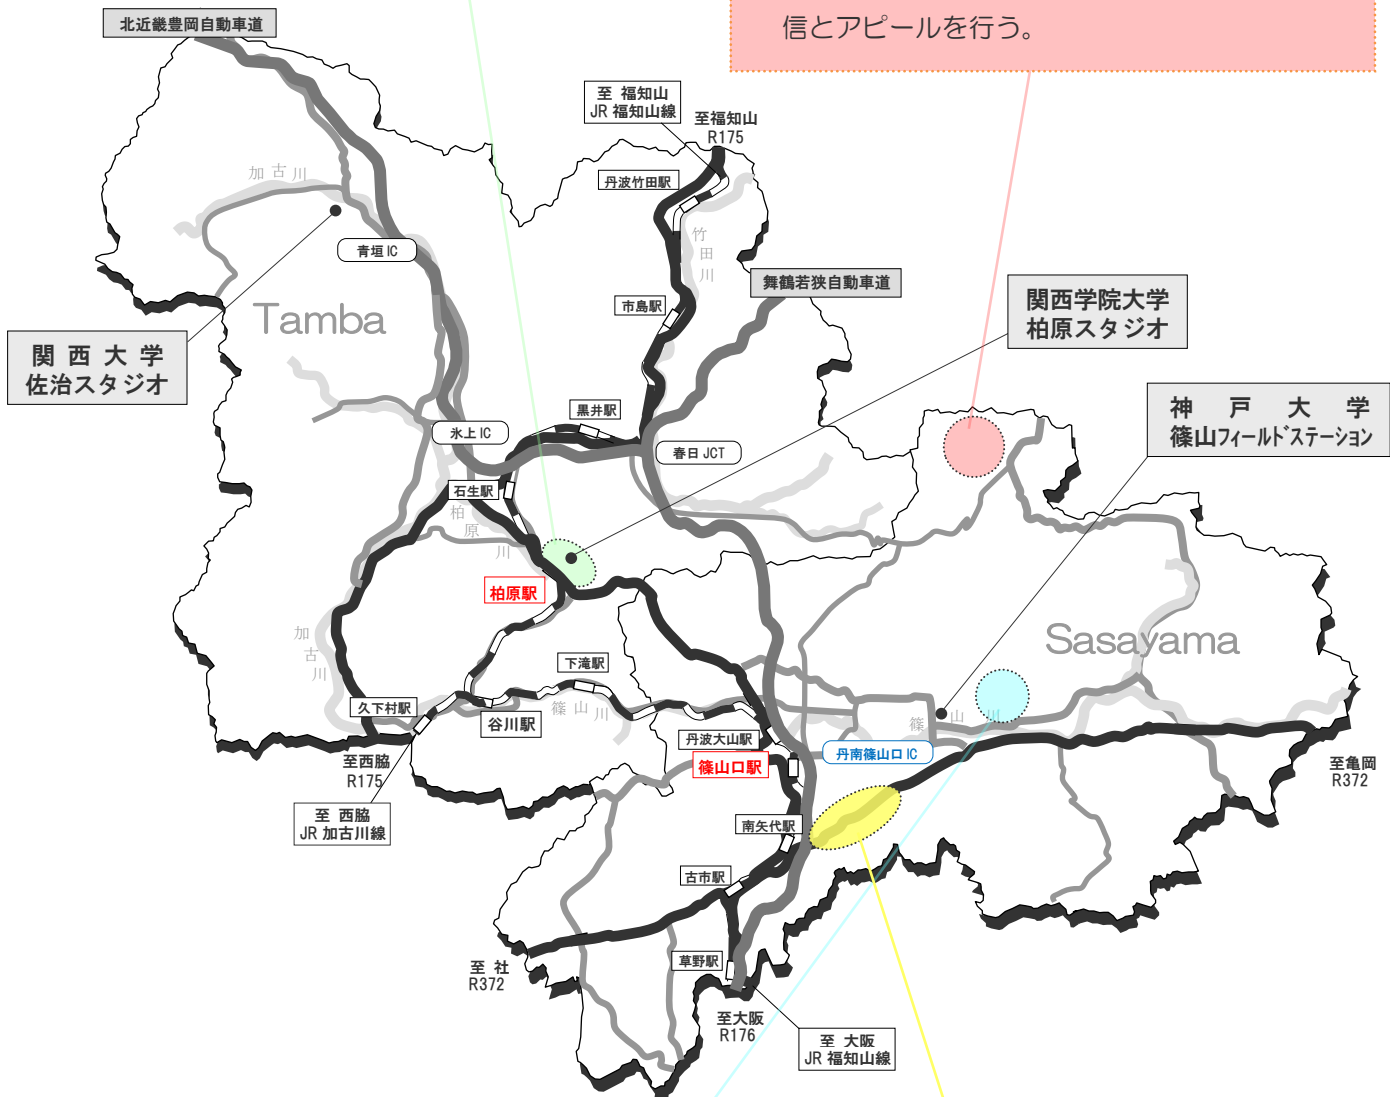 北近畿豊岡自動車道
信とアピールを行う。
至 福知山
JR 福知山線
至福知山
R175
丹波竹田駅
加古川
青垣 IC
竹田川
舞鶴若狭自動車道
市島駅
Tamba
関西学院大学
柏原スタジオ
関 西 大 学
佐治スタジオ
神 戸 大 学
篠山フィールドステーション
黒井駅
氷上 IC
春日 JCT
石生駅
柏原川
柏原駅
加古川
Sasayama
下滝駅
久下村駅
谷川駅
篠山川
篠山川
丹波大山駅
丹南篠山口 IC
篠山口駅
至西脇
R175
至亀岡
R372
至 西脇
JR 加古川線
南矢代駅
古市駅
草野駅
至 社
R372
至大阪
R176
至 大阪
JR 福知山線